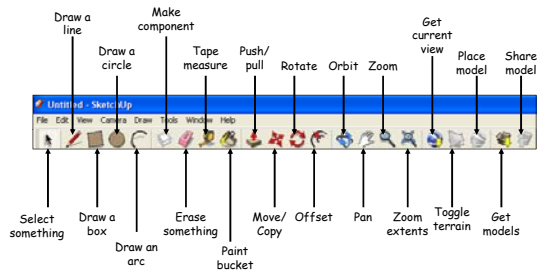 Get
current
view
Make
component
Draw a
line
Draw a
circle
Tape
measure
Push/
pull
Rotate
Orbit
Zoom
Place
model
Share
model
Untitled - SketchUp
File Edit View Camera Draw Tools Window Help
Select
something
Draw a
box
Draw an
arc
Erase
something
Paint
bucket
Move/
Copy
Offset
Pan
Zoom
extents
Toggle
terrain
Get
models